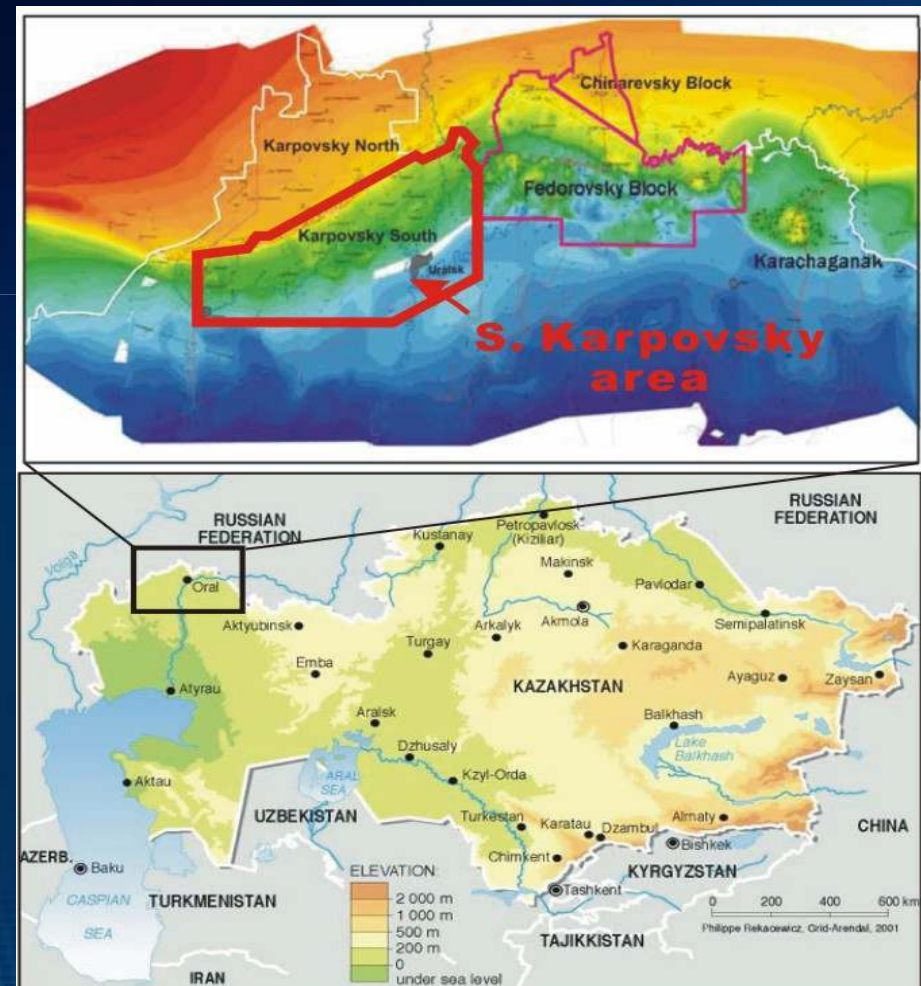 Chinarevsky Block
Karpovsky North
Fedorovsky Block
Karpovsky South
Uralsk
Karachaganak
S. Karpovsky
area
RUSSIAN
FEDERATION
Volga
Oral
Kustanay
Petropavlosk
(Kiziliar)
Makinsk
RUSSIAN
FEDERATION
Pavlodar
Aktyubinsk
Turgay
Arkalyk
Akmola
Semipalatinsk
Emba
Karaganda
KAZAKHSTAN
Ayaguz
Zaysan
Atyrau
Aralsk
Balkhash
Lake
Balkhash
Dzhusaly
Kzyl-Orda
Aktau
ARAL
SEA
UZBEKISTAN
Turkestan
Karatau
Dzambul
Almaty
CHINA
Bishkek
Chimkent
KYRGYZSTAN
AZERB.
Baku
CASPIAN
SEA
TURKMENISTAN
Tashkent
TAJIKKISTAN
IRAN
ELEVATION:
2 000 m
1 000 m
500 m
200 m
0
under sea level
0 200 400 600 km
Philippe Rekacewicz, Grid-Arendal, 2001